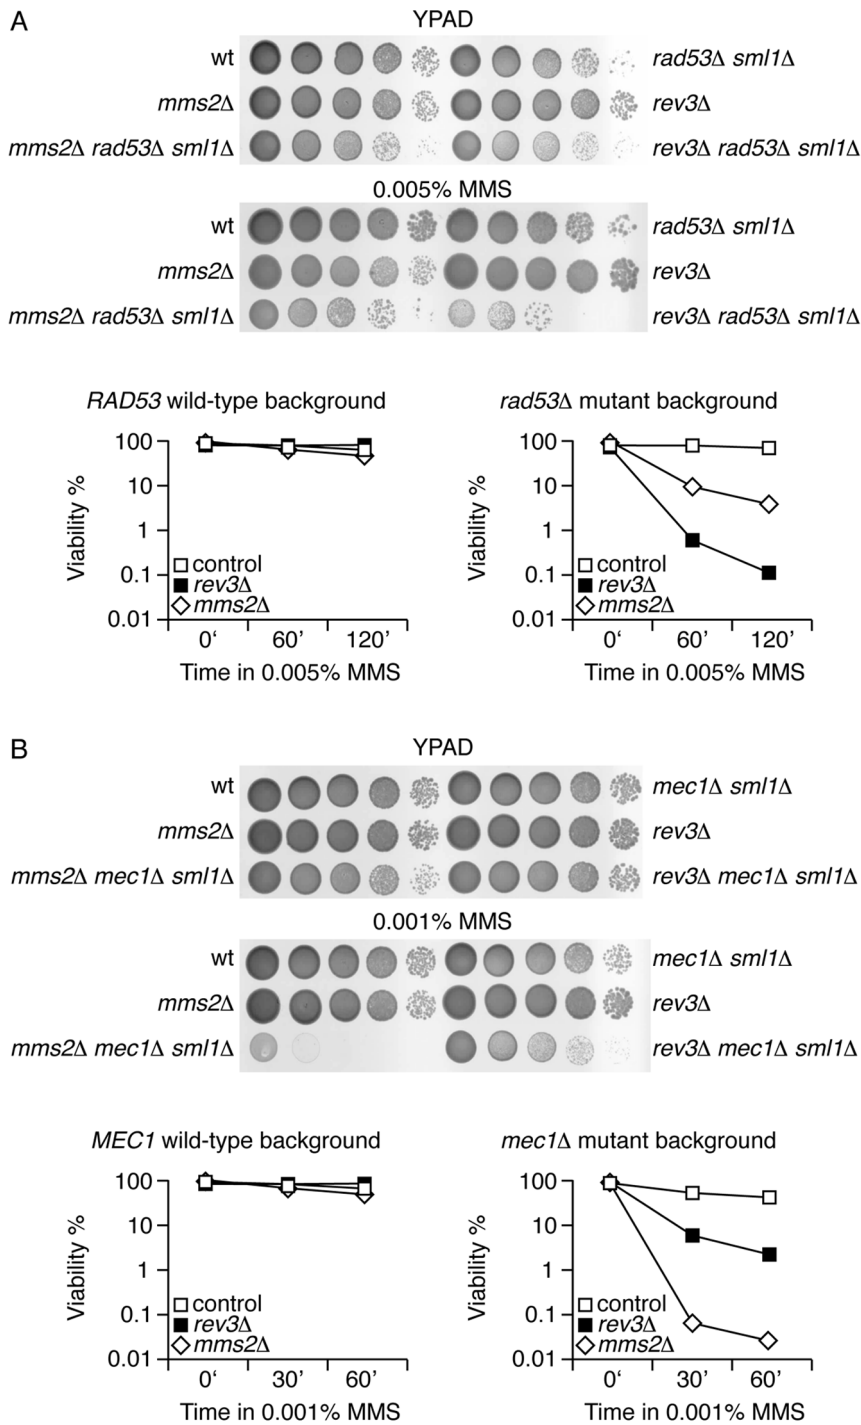 A
YPAD
wt
rad53Δ sml1Δ
mms2Δ
rev3Δ
mms2Δ rad53Δ sml1Δ
rev3Δ rad53Δ sml1Δ
0.005% MMS
wt
rad53Δ sml1Δ
mms2Δ
rev3Δ
mms2Δ rad53Δ sml1Δ
rev3Δ rad53Δ sml1Δ
RAD53 wild-type background
Viability %
100
10
1
0.1
0.01
control
rev3Δ
mms2Δ
0‘ 60’ 120’
Time in 0.005% MMS
rad53Δ mutant background
Viability %
100
10
1
0.1
0.01
control
rev3Δ
mms2Δ
0‘ 60’ 120’
Time in 0.005% MMS
B
YPAD
wt
mec1Δ sml1Δ
mms2Δ
rev3Δ
mms2Δ mec1Δ sml1Δ
rev3Δ mec1Δ sml1Δ
0.001% MMS
wt
mec1Δ sml1Δ
mms2Δ
rev3Δ
mms2Δ mec1Δ sml1Δ
rev3Δ mec1Δ sml1Δ
MEC1 wild-type background
Viability %
100
10
1
0.1
0.01
control
rev3Δ
mms2Δ
0‘ 30’ 60’
Time in 0.001% MMS
mec1Δ mutant background
Viability %
100
10
1
0.1
0.01
control
rev3Δ
mms2Δ
0‘ 30’ 60’
Time in 0.001% MMS